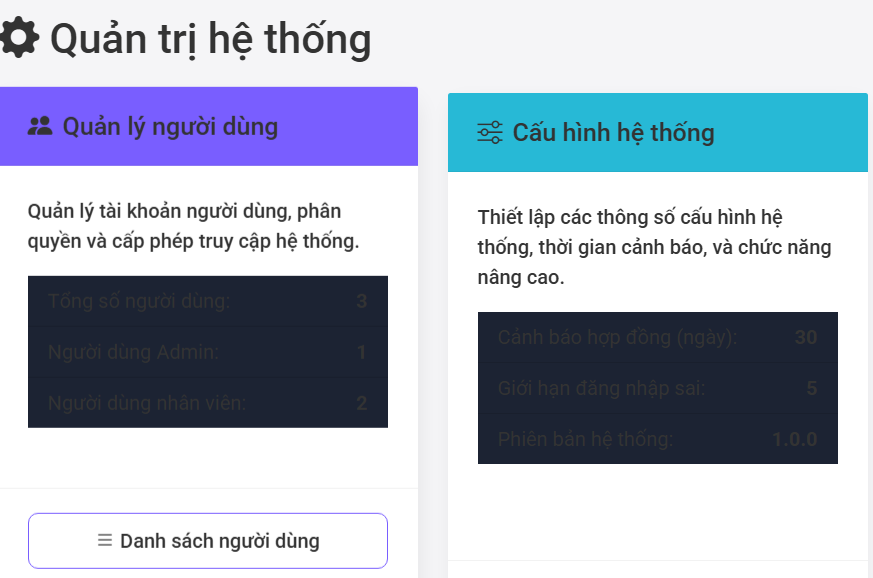 Quản trị hệ thống
Quản lý người dùng
Quản lý tài khoản người dùng, phân
quyền và cấp phép truy cập hệ thống.
Tổng số người dùng: 3
Người dùng Admin: 1
Người dùng nhân viên: 2
Danh sách người dùng
Cấu hình hệ thống
Thiết lập các thông số cấu hình hệ
thống, thời gian cảnh báo, và chức năng
nâng cao.
Cảnh báo hợp đồng (ngày): 30
Giới hạn đăng nhập sai: 5
Phiên bản hệ thống: 1.0.0